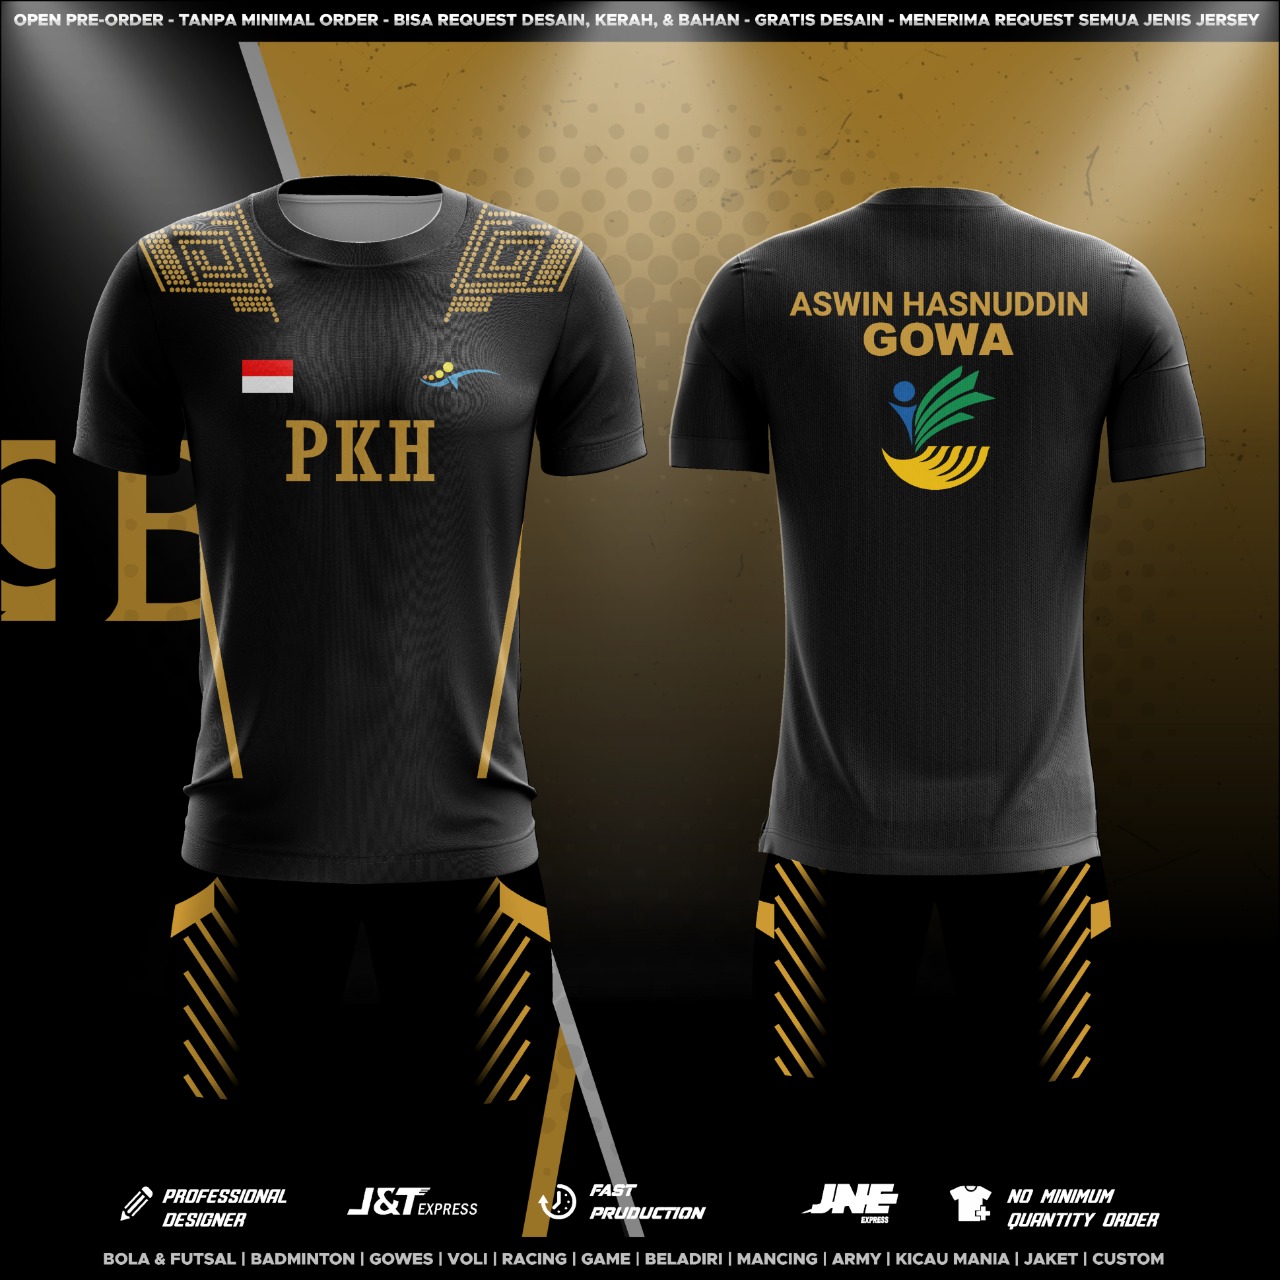 OPEN PRE-ORDER - TANPA MINIMAL ORDER - BISA REQUEST DESAIN, KERAH, & BAHAN - GRATIS DESAIN - MENERIMA REQUEST SEMUA JENIS JERSEY
PKH
ASWIN HASNUDDIN
GOWA
PROFESSIONAL
DESIGNER
J&T EXPRESS
FAST
PRUDUCTION
JNE
EXPRESS
NO MINIMUM
QUANTITY ORDER
BOLA & FUTSAL | BADMINTON | GOWES | VOLI | RACING | GAME | BELADIRI | MANCING | ARMY | KICAU MANIA | JAKET | CUSTOM